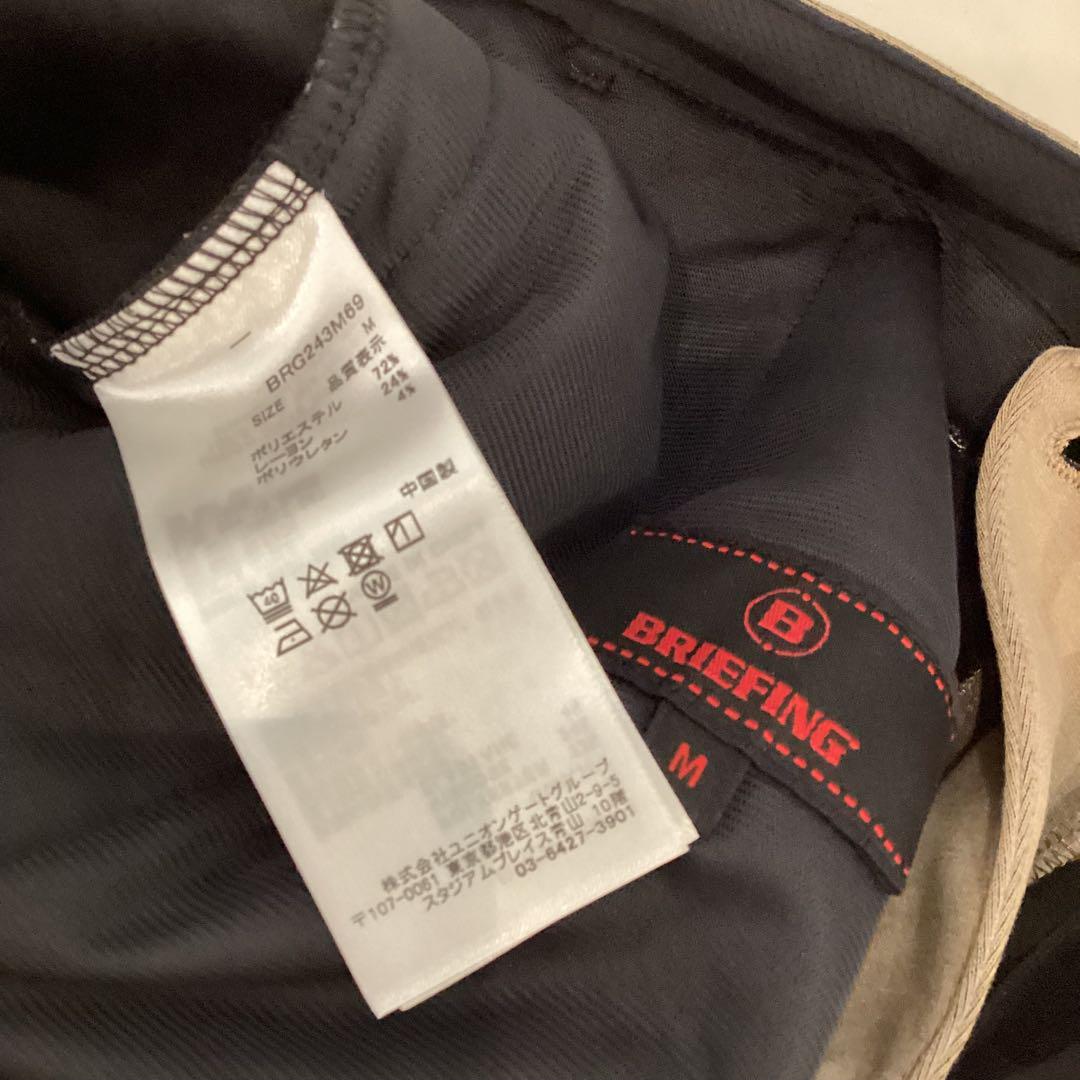 BRG243M69
SIZE M
品質表示
ポリエステル 72%
レーヨン 24%
ポリウレタン 4%
中国製
40
W
株式会社ユニオンゲートグループ
〒107-0061 東京都港区北青山2-9-5
スタジアムプレイス青山 10階
03-6427-3901
B
BRIEFING
M